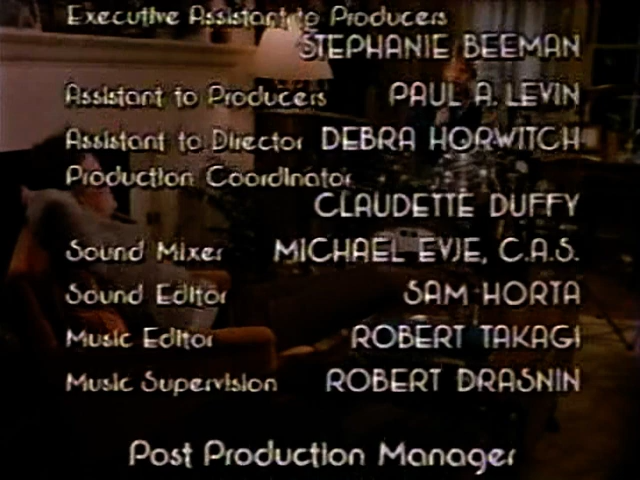 Executive Assistant to Producers
STEPHANIE BEEMAN
Assistant to Producers PAUL A. LEVIN
Assistant to Director DEBRA HORWITCH
Production Coordinator
CLAUDETTE DUFFY
Sound Mixer MICHAEL EVJE, C.A.S.
Sound Editor SAM HORTA
Music Editor ROBERT TAKAGI
Music Supervision ROBERT DRASNIN
Post Production Manager